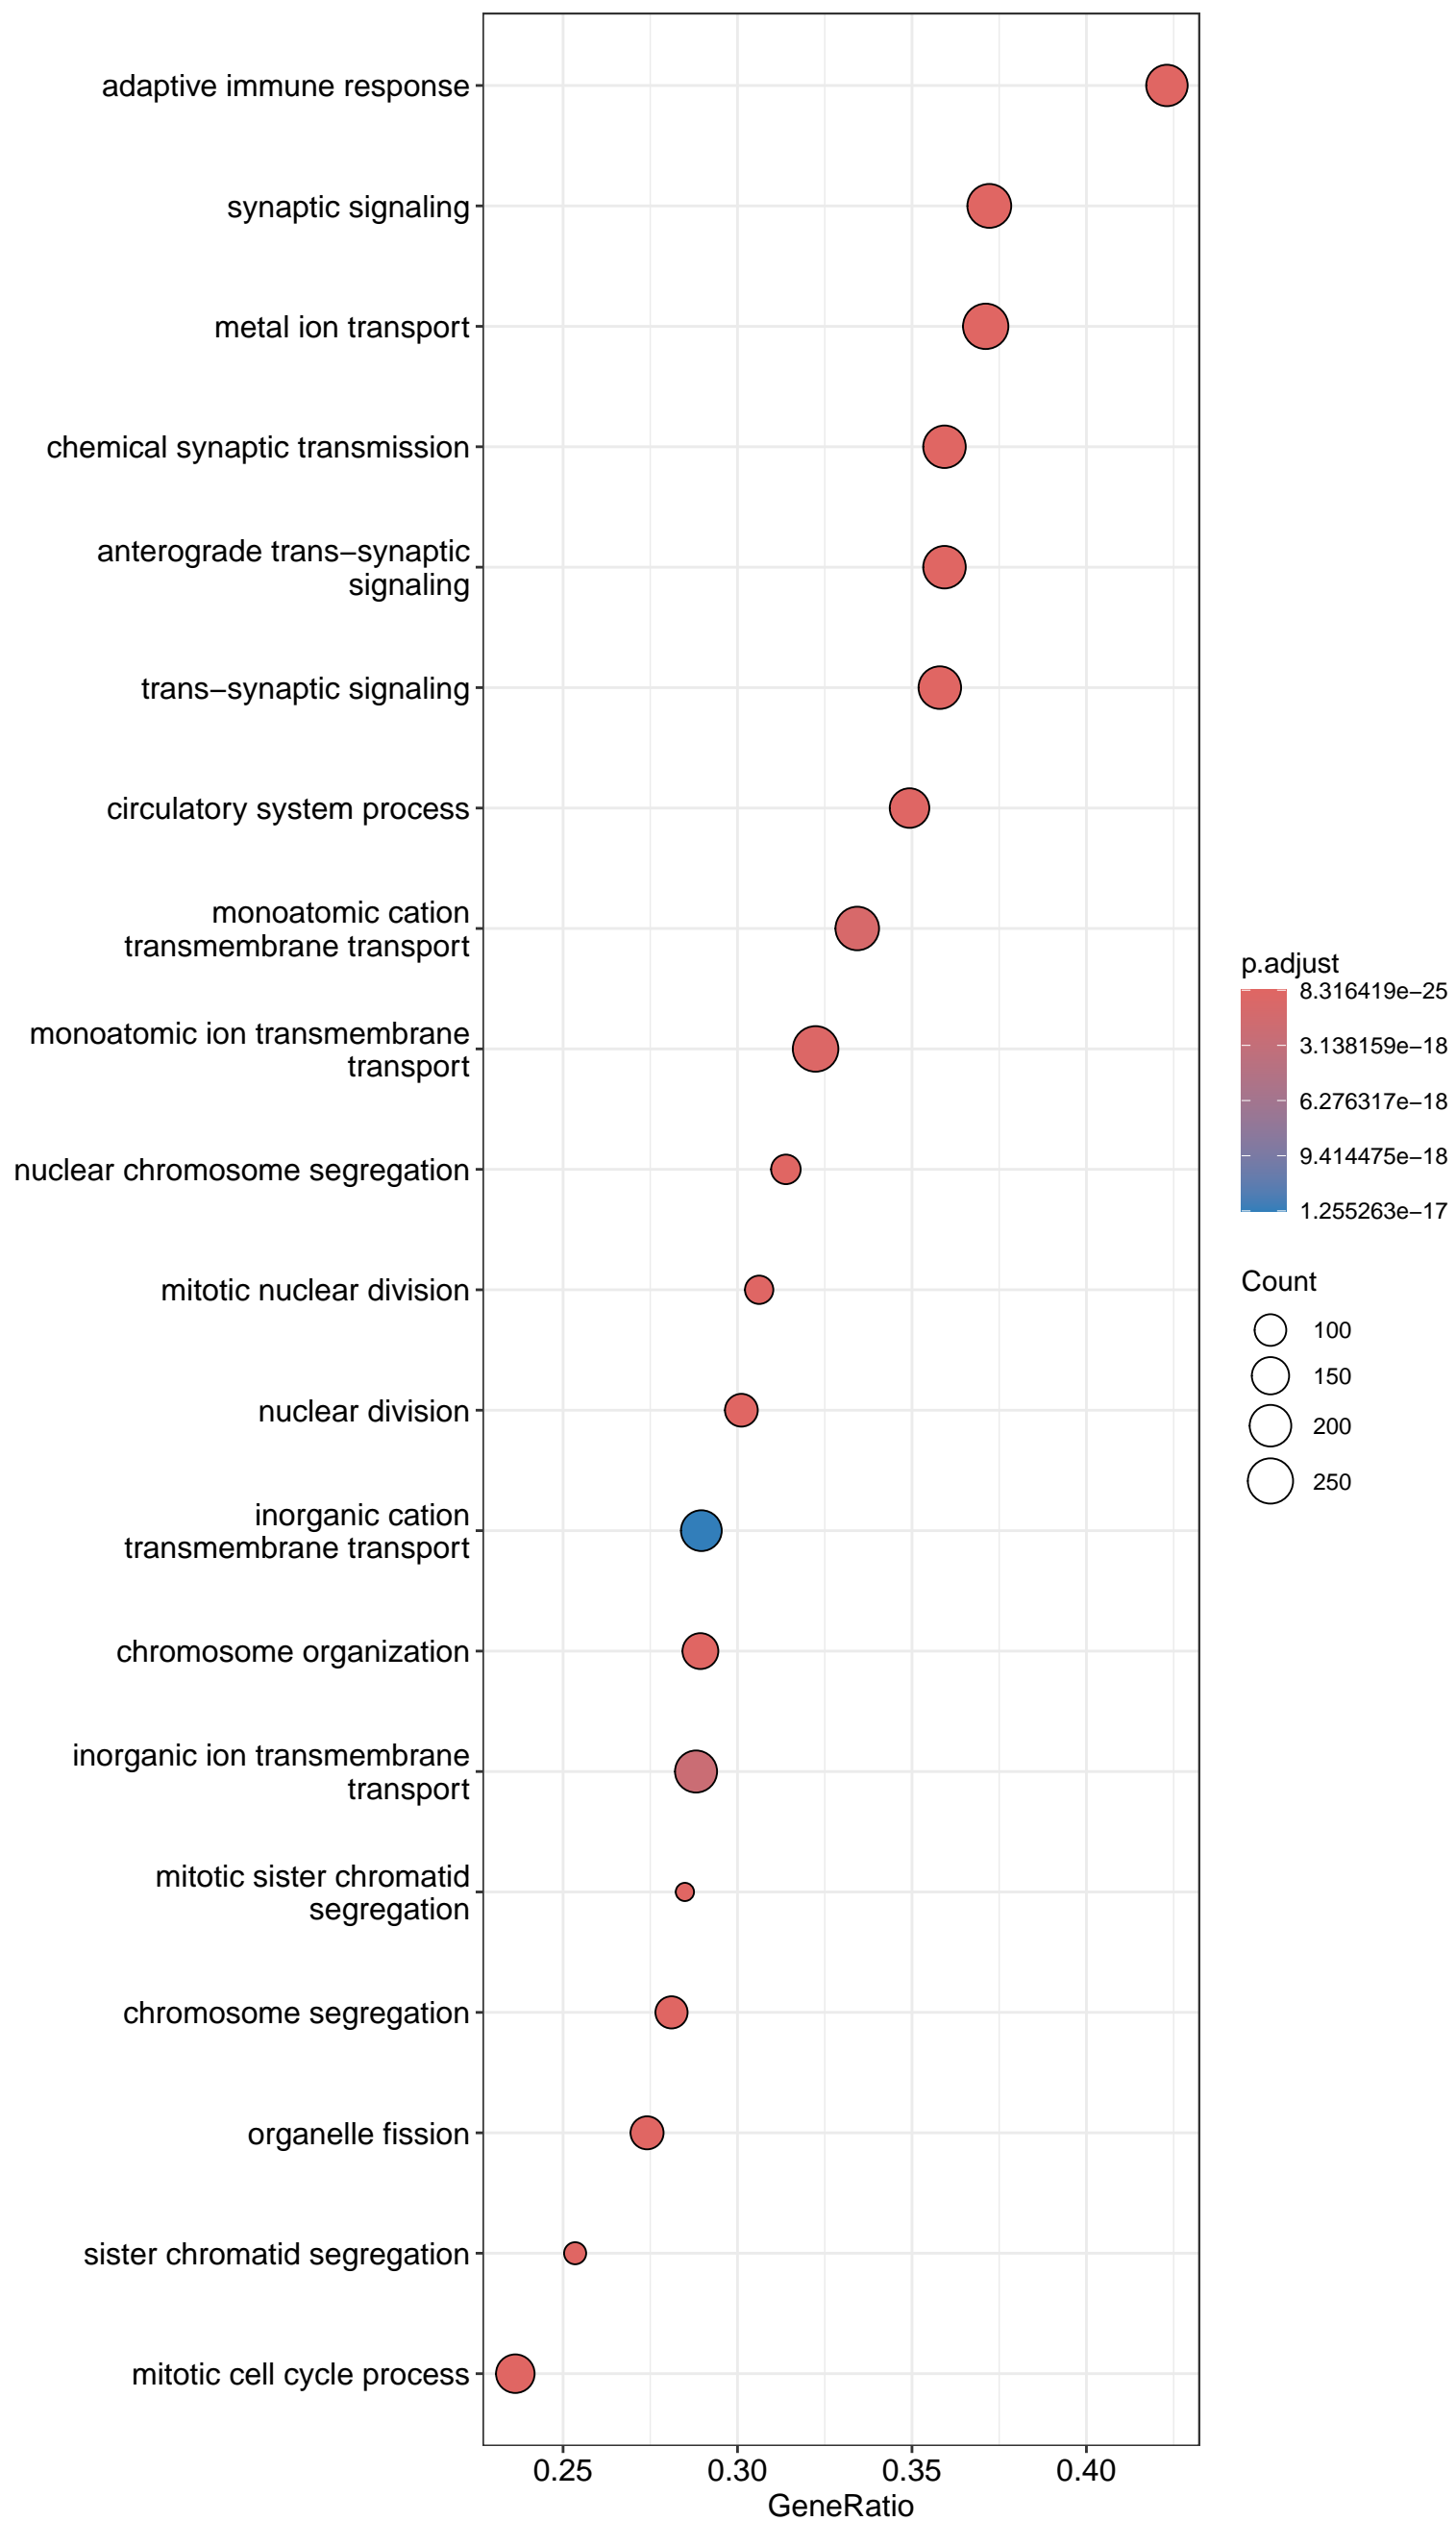 adaptive immune response
synaptic signaling
metal ion transport
chemical synaptic transmission
anterograde trans−synaptic
signaling
trans−synaptic signaling
circulatory system process
monoatomic cation
transmembrane transport
monoatomic ion transmembrane
transport
nuclear chromosome segregation
mitotic nuclear division
nuclear division
inorganic cation
transmembrane transport
chromosome organization
inorganic ion transmembrane
transport
mitotic sister chromatid
segregation
chromosome segregation
organelle fission
sister chromatid segregation
mitotic cell cycle process
0.25 0.30 0.35 0.40
GeneRatio
p.adjust
8.316419e−25
3.138159e−18
6.276317e−18
9.414475e−18
1.255263e−17
Count
100
150
200
250